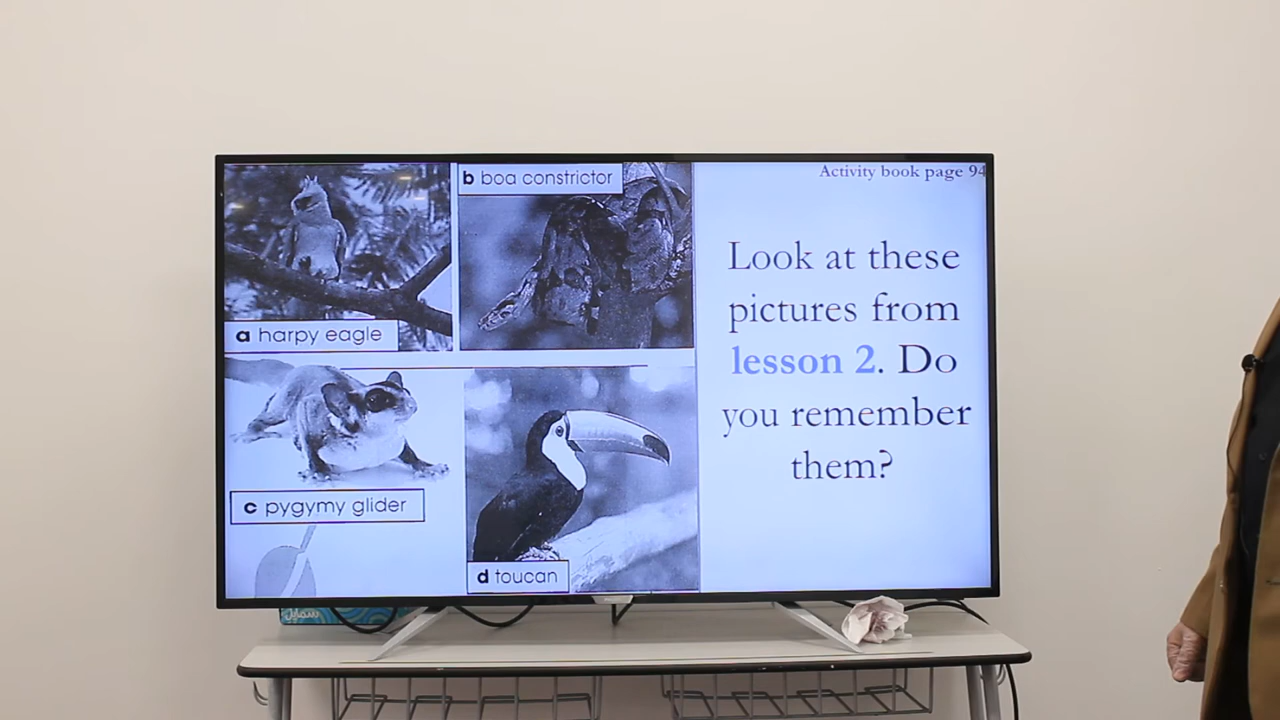 b boa constrictor
a harpy eagle
c pygymy glider
d toucan
Activity book page 94
Look at these
pictures from
lesson 2. Do
you remember
them?